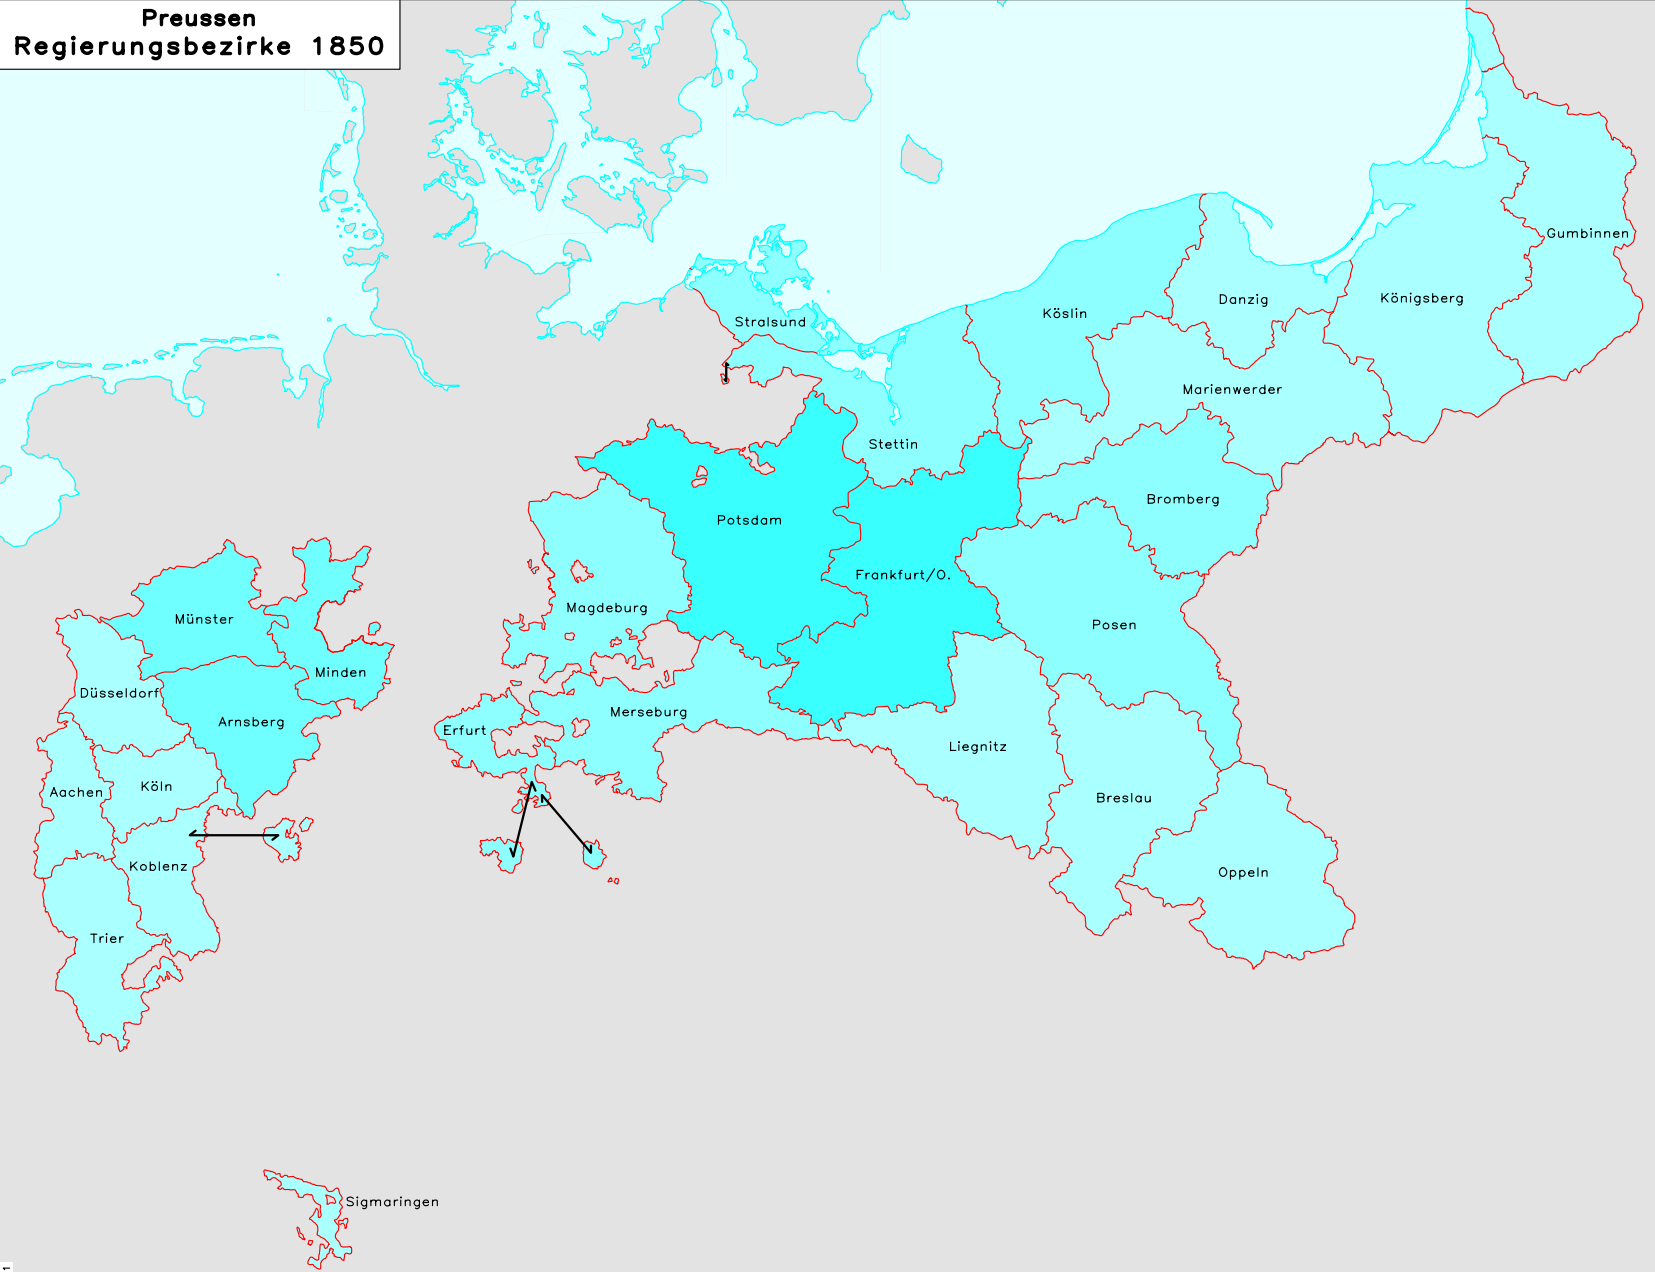 Preussen
Regierungsbezirke 1850
Gumbinnen
Königsberg
Danzig
Köslin
Stralsund
Marienwerder
Stettin
Bromberg
Potsdam
Frankfurt/O.
Magdeburg
Münster
Posen
Minden
Düsseldorf
Arnsberg
Merseburg
Erfurt
Liegnitz
Köln
Aachen
Breslau
Koblenz
Oppeln
Trier
Sigmaringen